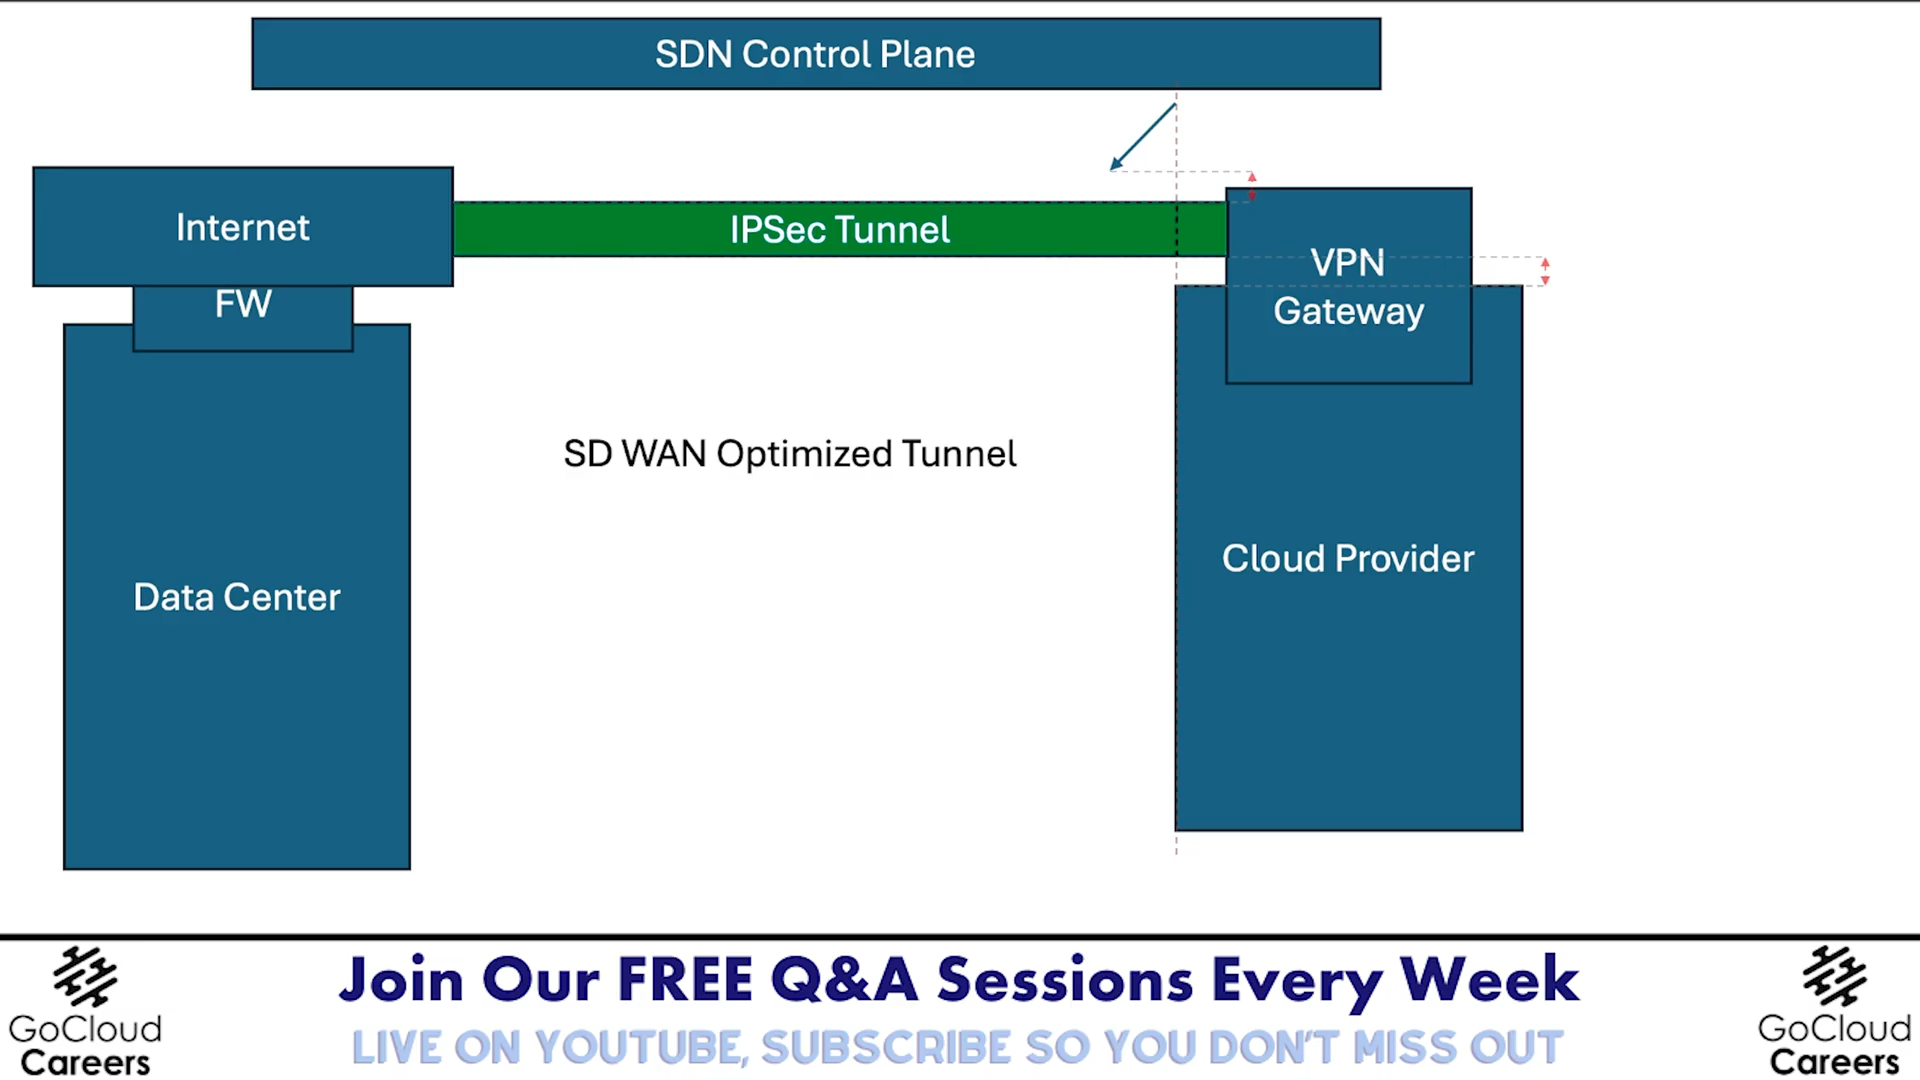 SDN Control Plane
Internet
IPSec Tunnel
VPN
Gateway
FW
SD WAN Optimized Tunnel
Cloud Provider
Data Center
Join Our FREE Q&A Sessions Every Week
LIVE ON YOUTUBE, SUBSCRIBE SO YOU DON'T MISS OUT
GoCloud
Careers
GoCloud
Careers